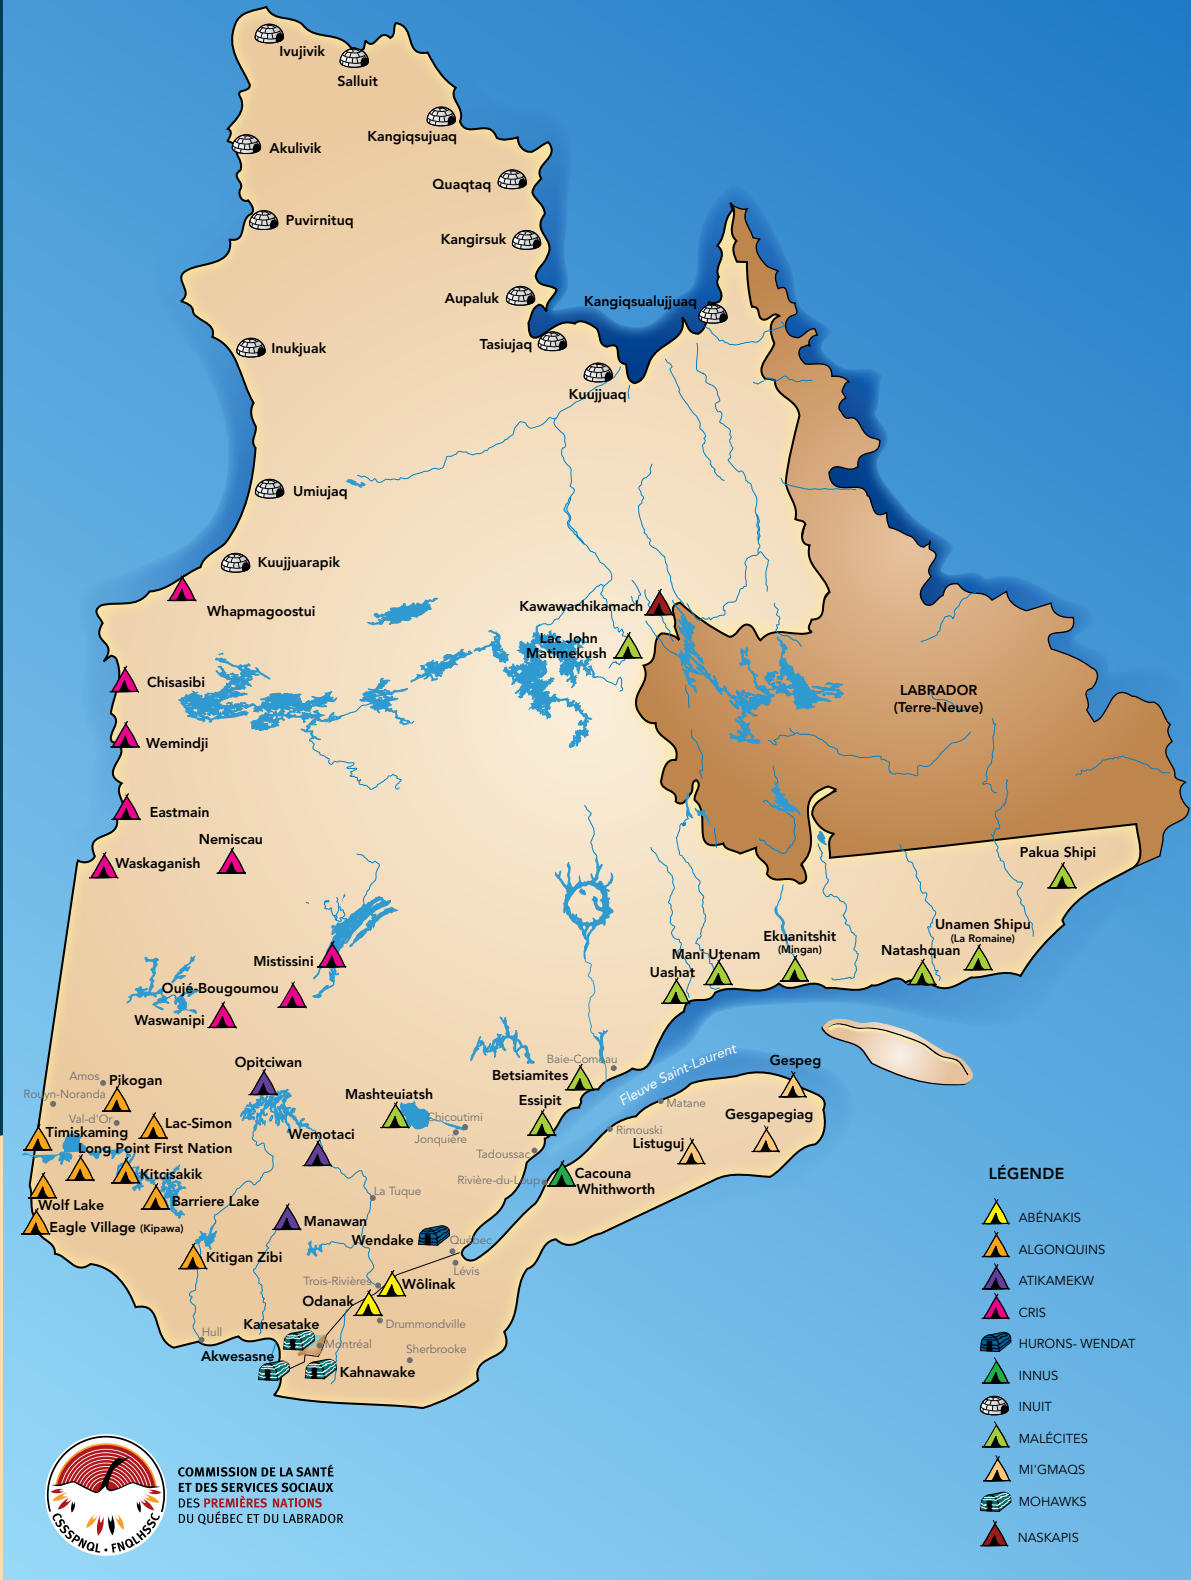 Ivujivik
Salluit
Kangiqsujuaq
Akulivik
Quaqtaq
Puvirnituq
Kangirsuk
Aupaluk
Kangiqsualujjuaq
Tasiujaq
Inukjuak
Kuujjuaq
Umiujaq
Kuujjuarapik
Whapmagoostui
Kawawachikamach
Lac John
Matimekush
Chisasibi
LABRADOR
(Terre-Neuve)
Wemindji
Eastmain
Nemiscau
Waskaganish
Pakua Shipi
Unamen Shipu
(La Romaine)
Ekuanitshit
(Mingan)
Natashquan
Mani Utenam
Uashat
Mistissini
Oujé-Bougoumou
Waswanipi
Baie-Comeau
Fleuve Saint-Laurent
Gespeg
Opitciwan
Betsiamites
Amos
Pikogan
Rouyn-Noranda
Mashteuiatsh
Essipit
Matane
Gesgapegiag
Val-d'Or
Lac-Simon
Chicoutimi
Timiskaming
Wemotaci
Jonquière
Rimouski
Listuguj
Long Point First Nation
Tadoussac
Kitcisakik
Cacouna
Whithworth
Rivière-du-Loup
La Tuque
Wolf Lake
Barriere Lake
Eagle Village (Kipawa)
Manawan
Wendake
Québec
Kitigan Zibi
Lévis
Trois-Rivières
Wôlinak
Odanak
Kanesatake
Drummondville
Hull
Montréal
Akwesasne
Sherbrooke
Kahnawake
LÉGENDE
ABÉNAKIS
ALGONQUINS
ATIKAMEKW
CRIS
HURONS- WENDAT
INNUS
INUIT
MALÉCITES
MI'GMAQS
MOHAWKS
NASKAPIS
COMMISSION DE LA SANTÉ
ET DES SERVICES SOCIAUX
DES PREMIÈRES NATIONS
DU QUÉBEC ET DU LABRADOR
CSSSPNQL • FNQLHSSC